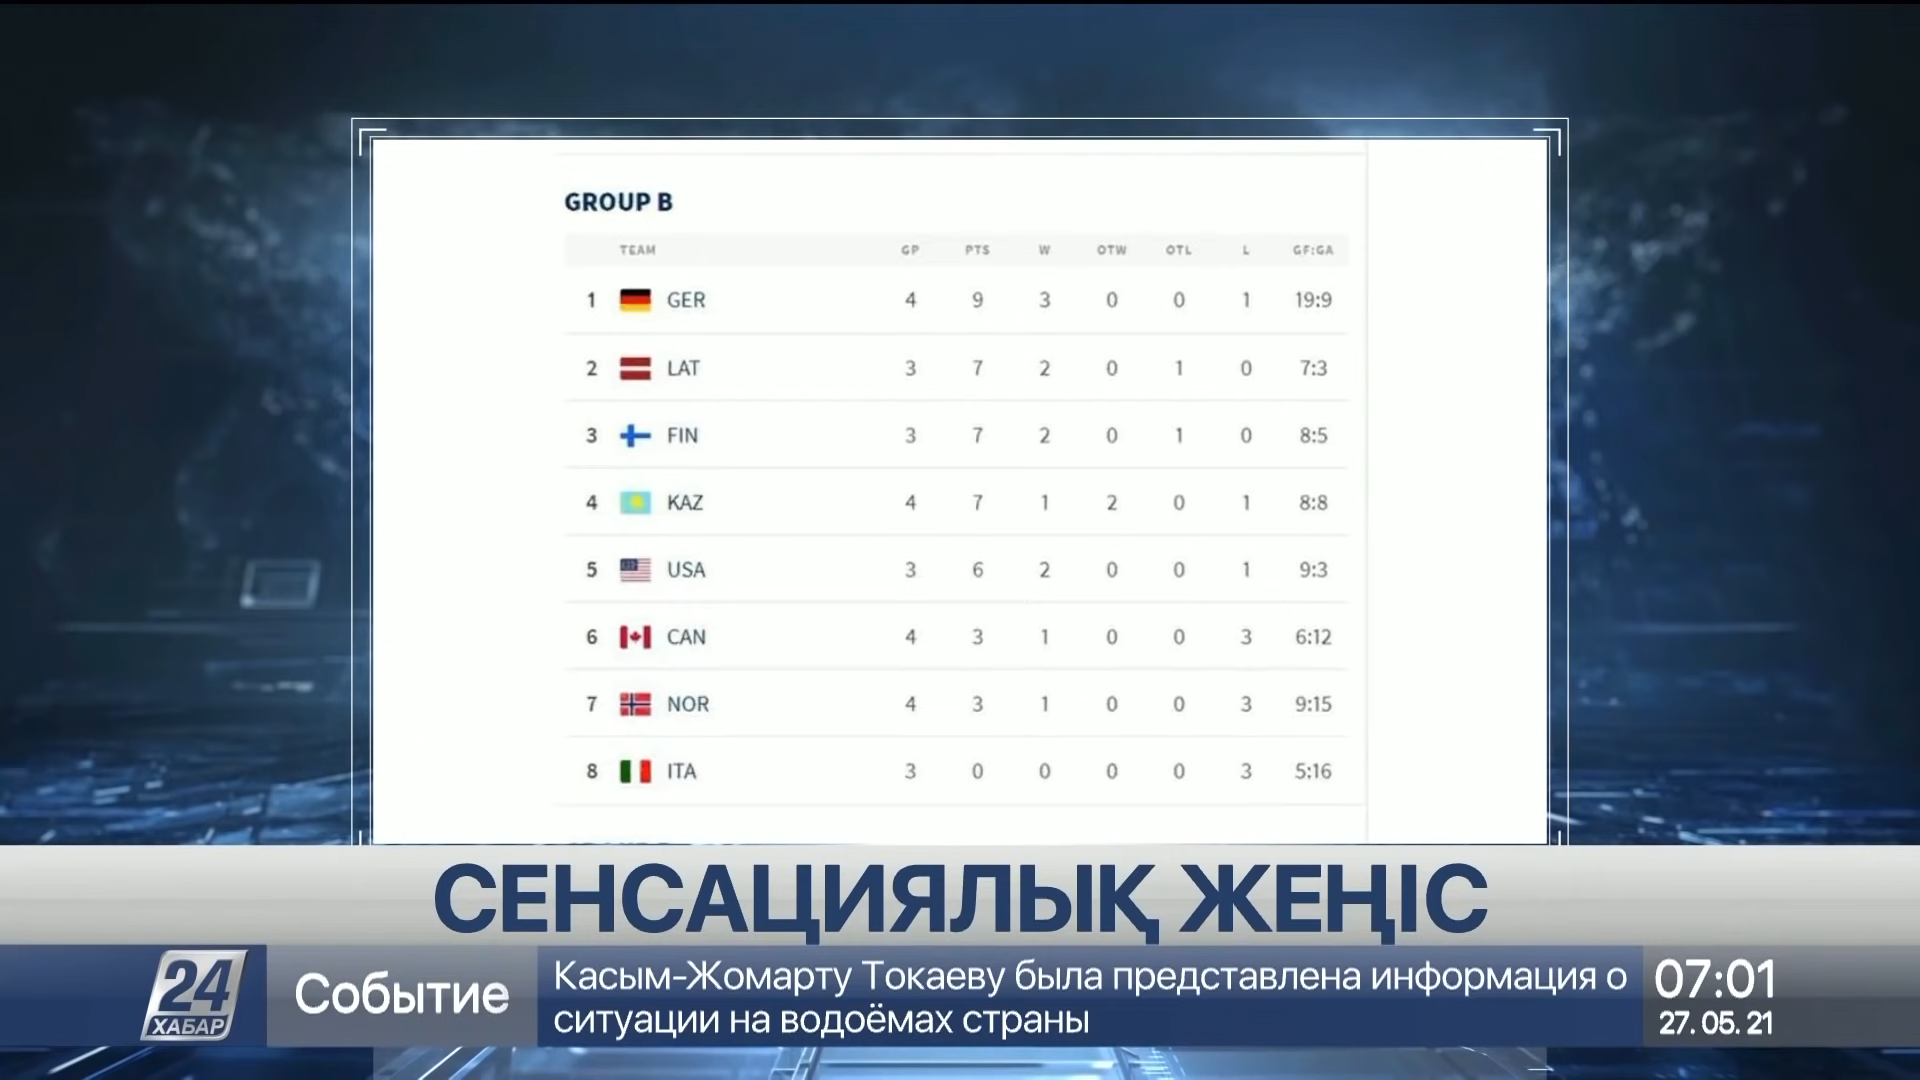 GROUP B
TEAM GP PTS W OTW OTL L GF:GA
1 GER 4 9 3 0 0 1 19:9
2 LAT 3 7 2 0 1 0 7:3
3 FIN 3 7 2 0 1 0 8:5
4 KAZ 4 7 1 2 0 1 8:8
5 USA 3 6 2 0 0 1 9:3
6 CAN 4 3 1 0 0 3 6:12
7 NOR 4 3 1 0 0 3 9:15
8 ITA 3 0 0 0 0 3 5:16
СЕНСАЦИЯЛЫҚ ЖЕҢІС
24
ХАБАР
Событие
Касым-Жомарту Токаеву была представлена информация о
ситуации на водоёмах страны
07:01
27. 05. 21